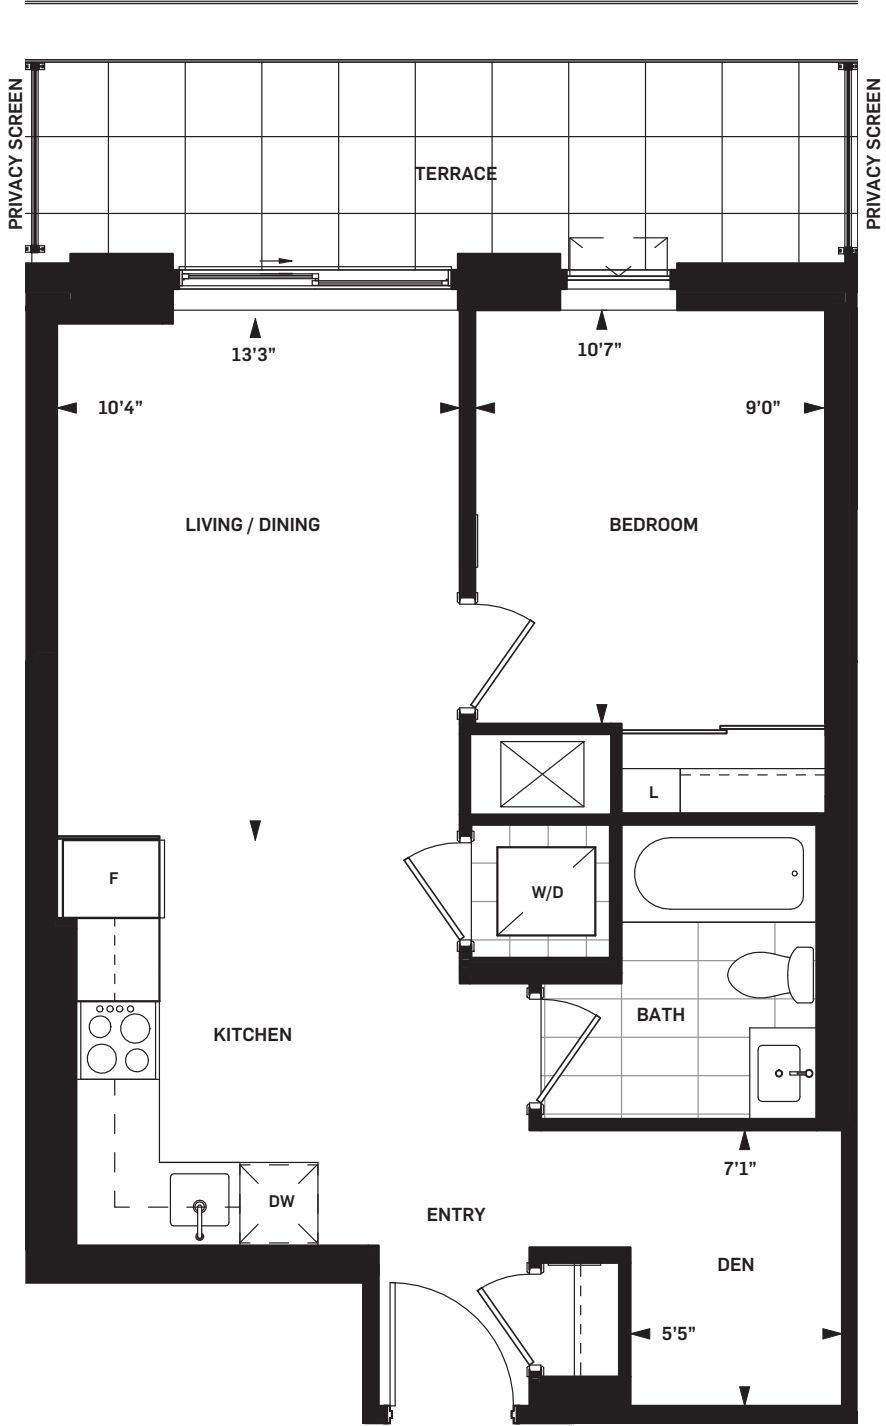 PRIVACY SCREEN
PRIVACY SCREEN
TERRACE
13’3”
10’7”
10’4”
9’0”
LIVING / DINING
BEDROOM
L
F
W/D
BATH
KITCHEN
7’1”
DW
ENTRY
DEN
5’5”